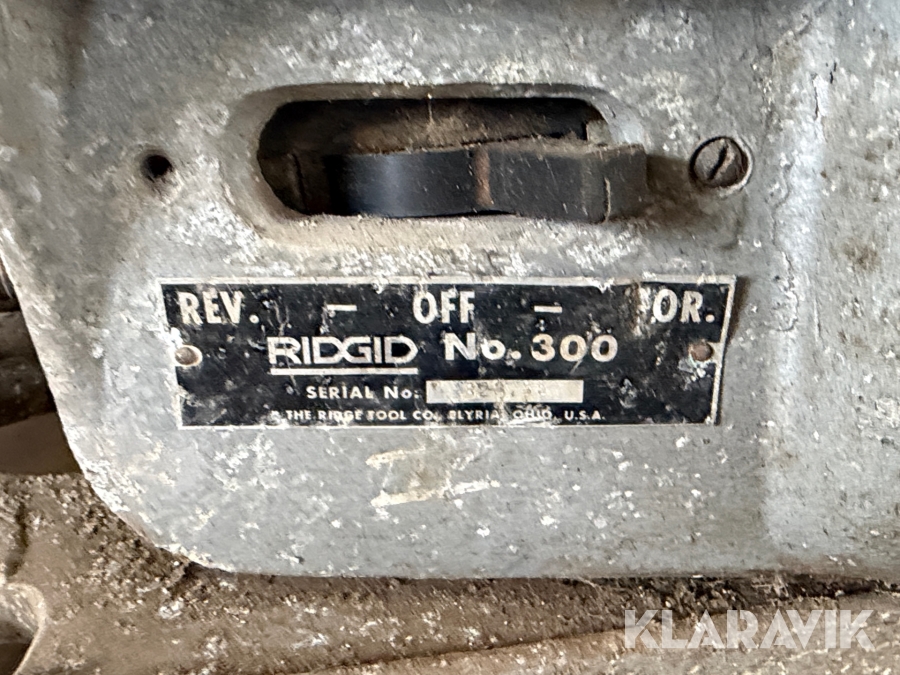 REV. - OFF - FOR.
RIDGID No. 300
SERIAL No:
THE RIDGE TOOL CO. ELYRIA, OHIO, U.S.A.
KLARAVIK